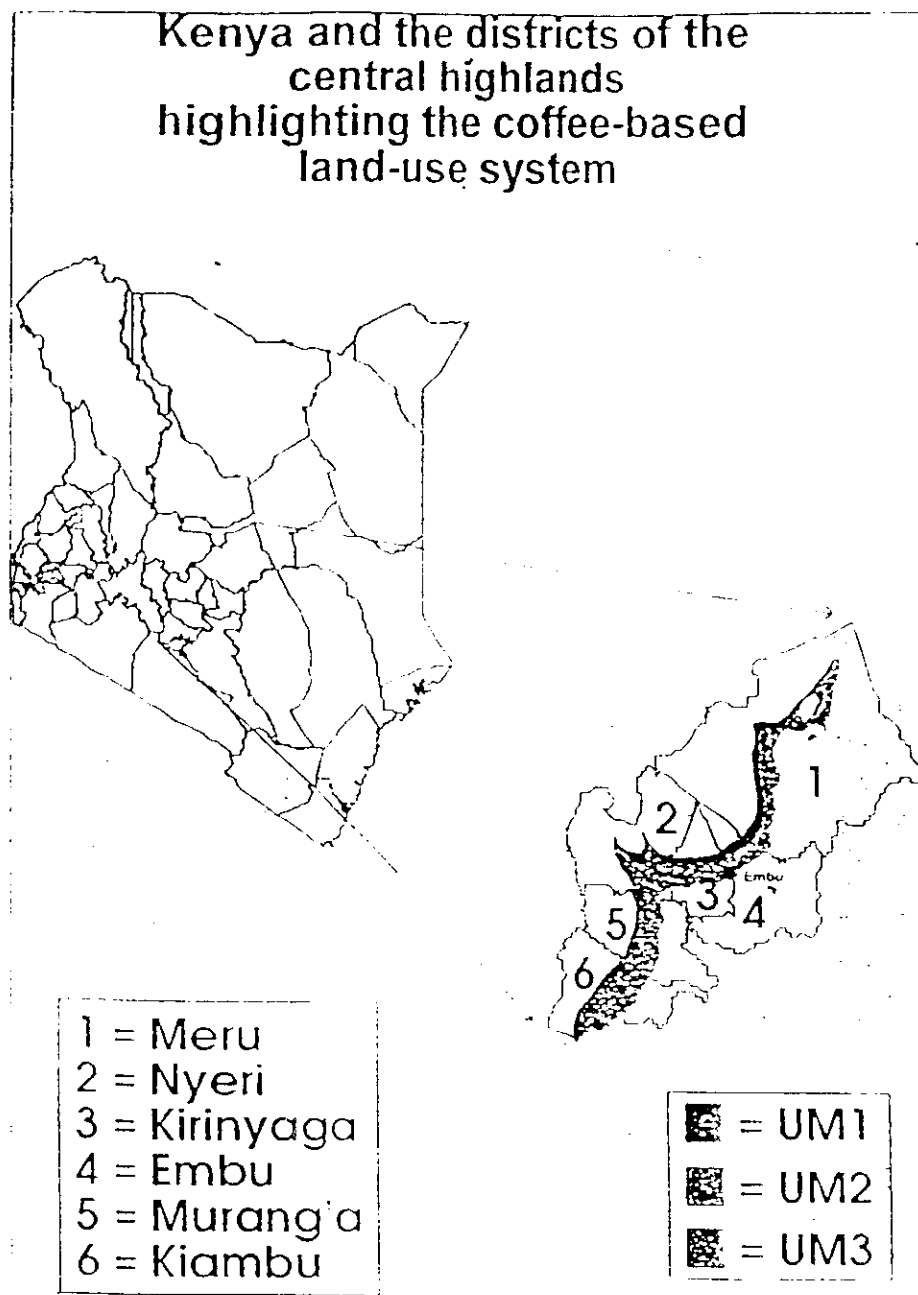 Kenya and the districts of the
central highlands
highlighting the coffee-based
land-use system
1
2
3
Embu
4
5
6
1 = Meru
2 = Nyeri
3 = Kirinyaga
4 = Embu
5 = Murang'a
6 = Kiambu
= UM1
= UM2
= UM3